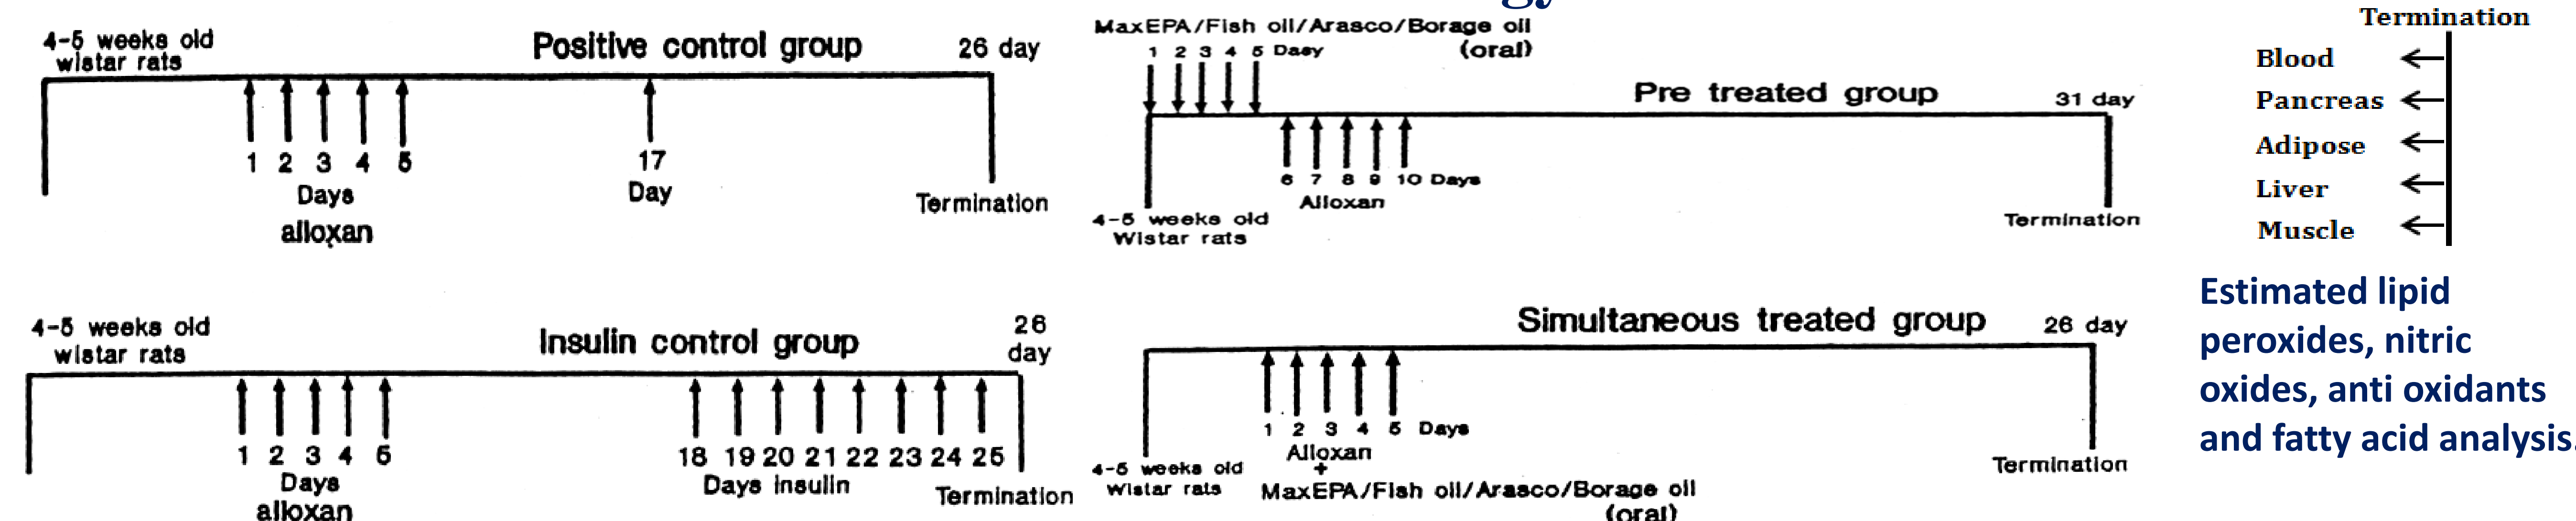 4-5 weeks old
wistar rats
Positive control group
26 day
1 2 3 4 5
Days
alloxan
17
Day
Termination
MaxEPA/Fish oil/Arasco/Borage oil
(oral)
1 2 3 4 5 Dasy
Pre treated group
31 day
6 7 8 9 10 Days
Alloxan
4-5 weeks old
Wistar rats
Termination
4-5 weeks old
wistar rats
Insulin control group
26
day
1 2 3 4 5
Days
alloxan
18 19 20 21 22 23 24 25
Days insulin
Termination
Simultaneous treated group
26 day
1 2 3 4 5 Days
Alloxan
+
MaxEPA/Fish oil/Arasco/Borage oil
(oral)
4-5 weeks old
Wistar rats
Termination
Termination
Blood
Pancreas
Adipose
Liver
Muscle
Estimated lipid
peroxides, nitric
oxides, anti oxidants
and fatty acid analysis.